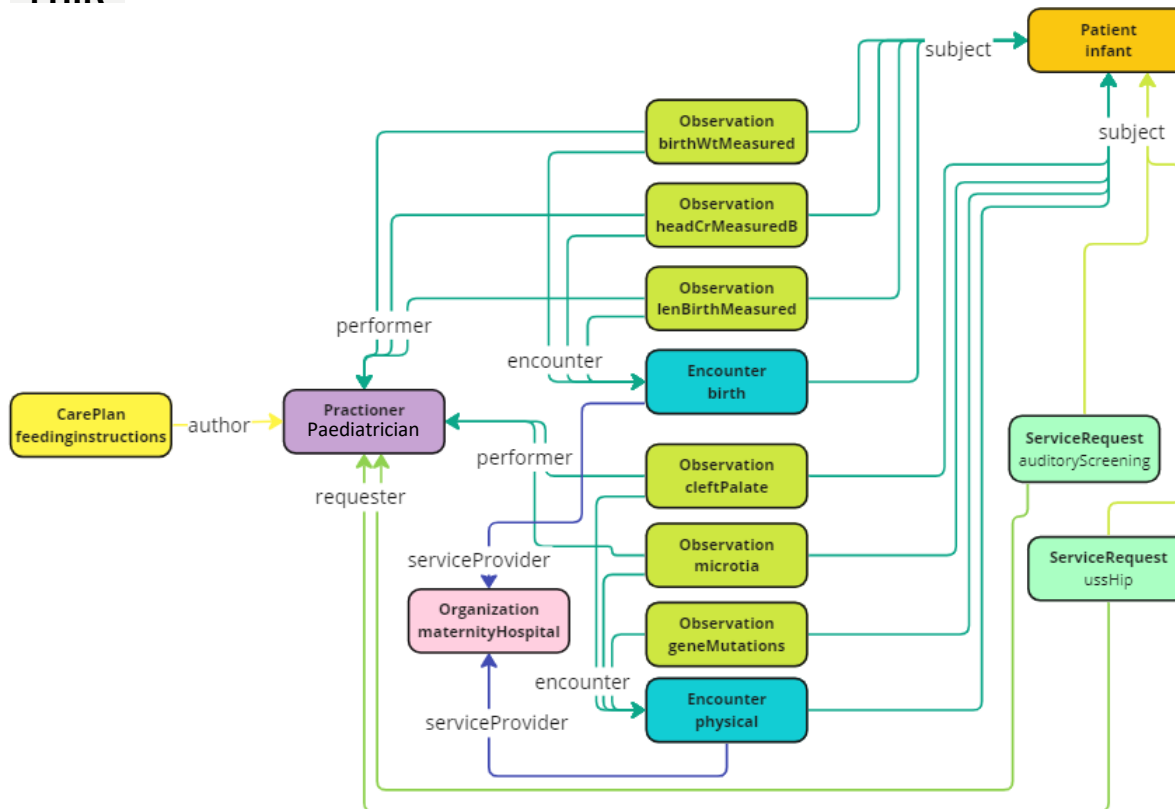 Patient
infant
subject
Observation
birthWtMeasured
subject
Observation
headCrMeasuredB
Observation
lenBirthMeasured
performer
encounter
Encounter
birth
CarePlan
feedinginstructions
author
Practioner
Paediatrician
ServiceRequest
auditoryScreening
performer
Observation
cleftPalate
requester
Observation
microtia
ServiceRequest
ussHip
serviceProvider
Organization
maternityHospital
Observation
geneMutations
encounter
Encounter
physical
serviceProvider